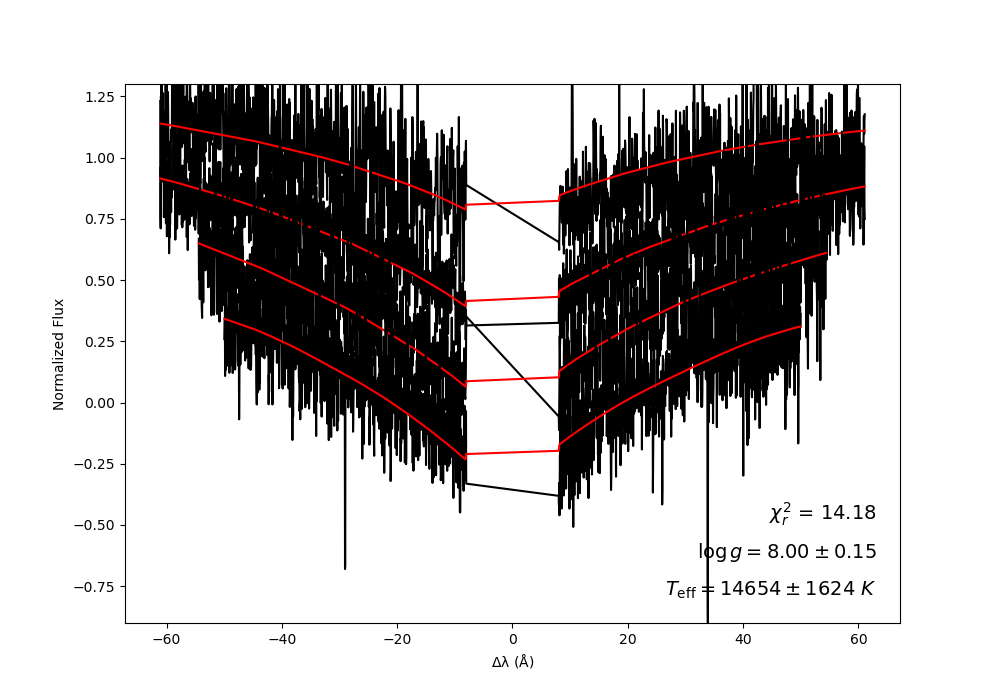 1.25
1.00
0.75
0.50
0.25
0.00
−0.25
−0.50
−0.75
Normalized Flux
χ²ᵣ = 14.18
log g = 8.00 ± 0.15
T_eff = 14654 ± 1624 K
−60 −40 −20 0 20 40 60
Δλ (Å)